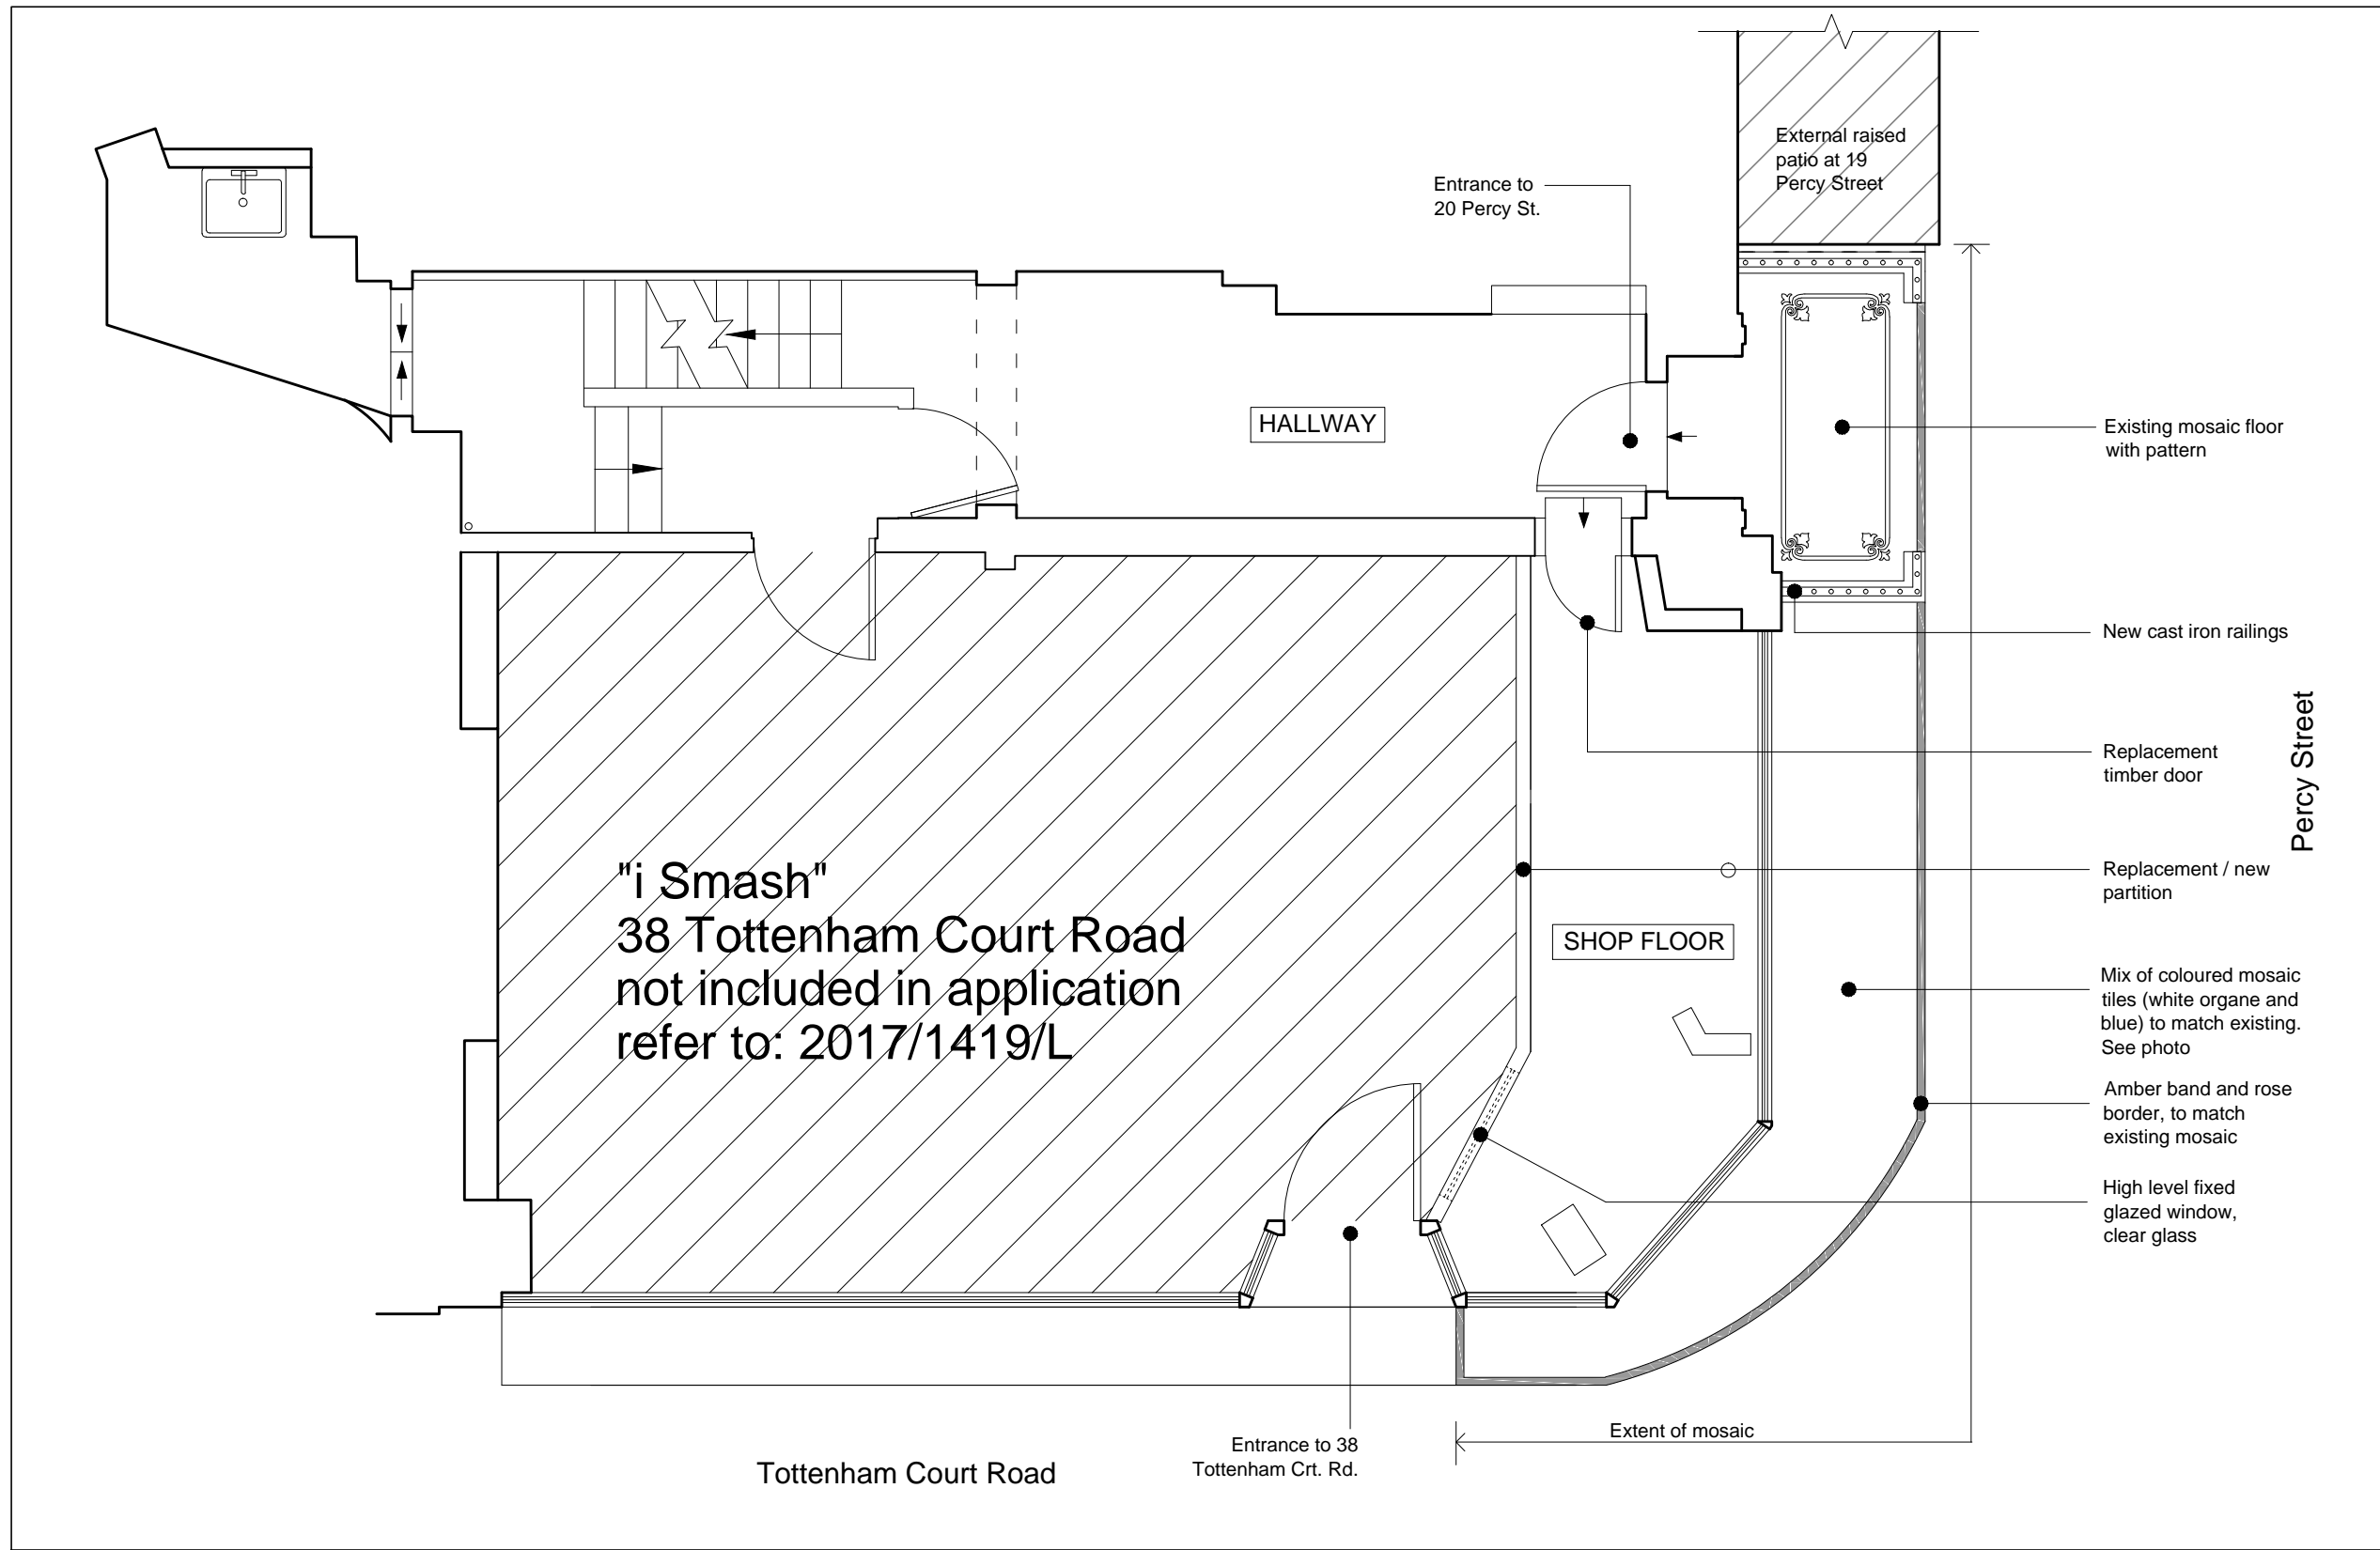 External raised
patio at 19
Percy Street
Entrance to
20 Percy St.
HALLWAY
Existing mosaic floor
with pattern
New cast iron railings
Percy Street
Replacement
timber door
Replacement / new
partition
"i Smash"
38 Tottenham Court Road
not included in application
refer to: 2017/1419/L
SHOP FLOOR
Mix of coloured mosaic
tiles (white organe and
blue) to match existing.
See photo
Amber band and rose
border, to match
existing mosaic
High level fixed
glazed window,
clear glass
Extent of mosaic
Entrance to 38
Tottenham Crt. Rd.
Tottenham Court Road